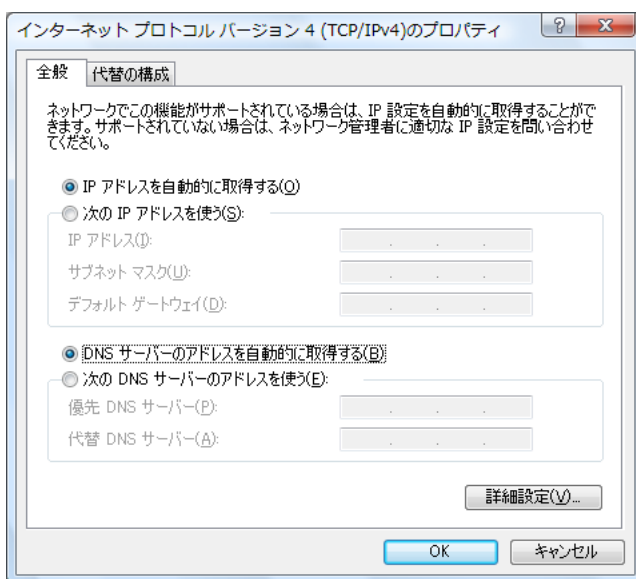 インターネット プロトコル バージョン 4 (TCP/IPv4)のプロパティ
全般
代替の構成
ネットワークでこの機能がサポートされている場合は、IP 設定を自動的に取得することがで
きます。サポートされていない場合は、ネットワーク管理者に適切な IP 設定を問い合わせ
てください。
IP アドレスを自動的に取得する(O)
次の IP アドレスを使う(S):
IP アドレス(I):
サブネット マスク(U):
デフォルト ゲートウェイ(D):
DNS サーバーのアドレスを自動的に取得する(B)
次の DNS サーバーのアドレスを使う(E):
優先 DNS サーバー(P):
代替 DNS サーバー(A):
詳細設定(V)...
OK
キャンセル